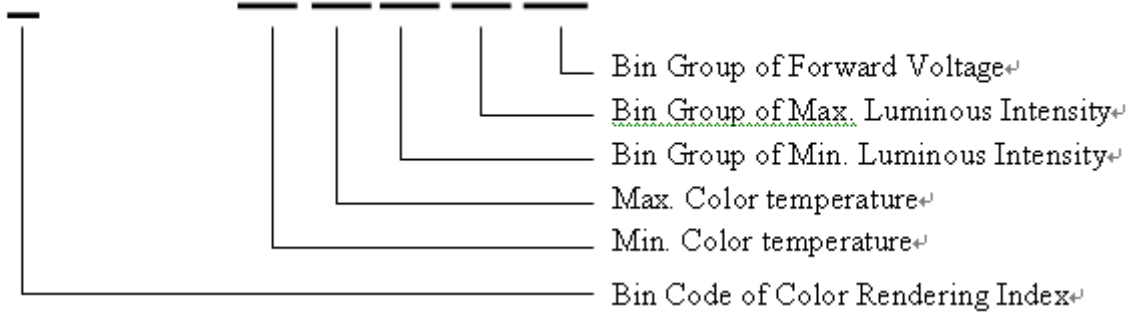 Bin Group of Forward Voltage↵
Bin Group of Max. Luminous Intensity↵
Bin Group of Min. Luminous Intensity↵
Max. Color temperature↵
Min. Color temperature↵
Bin Code of Color Rendering Index↵